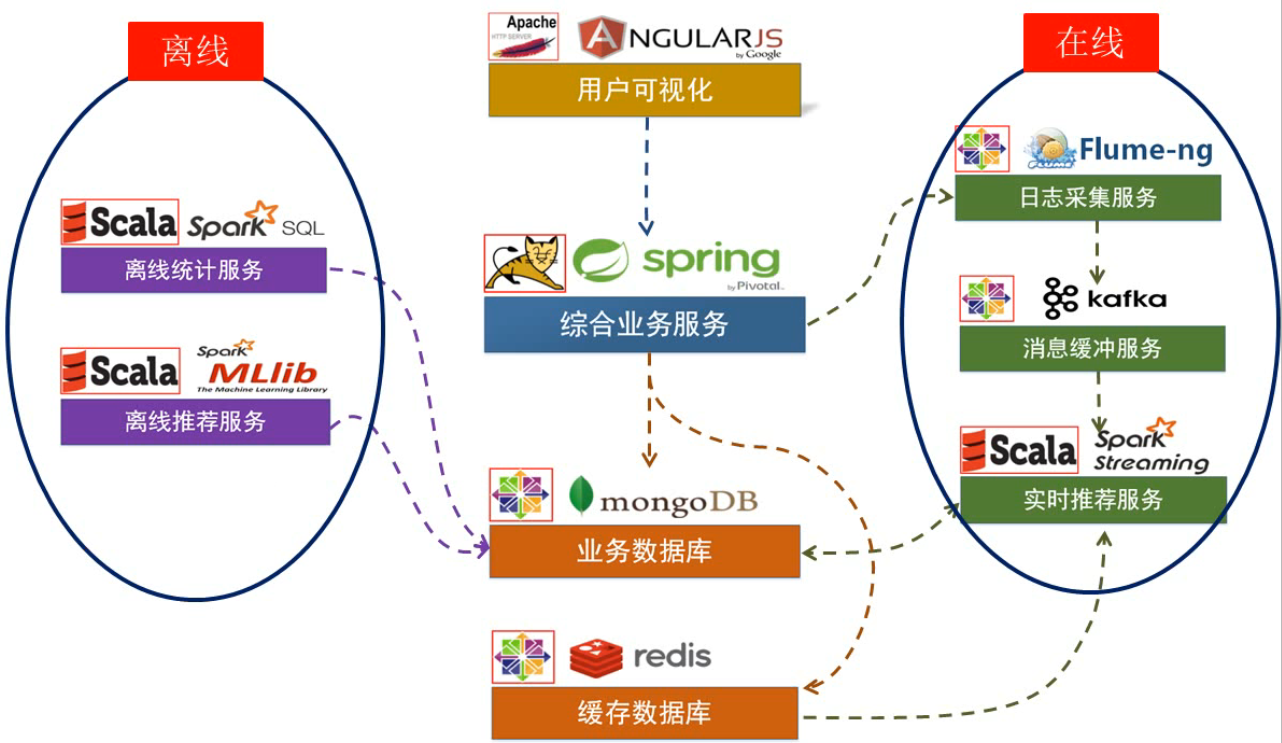 离线
Apache
HTTP SERVER
ANGULARJS
by Google
用户可视化
在线
Flume-ng
日志采集服务
Scala
Spark SQL
离线统计服务
spring
by Pivotal™
综合业务服务
kafka
消息缓冲服务
Scala
Spark
MLlib
The Machine Learning Library
离线推荐服务
Scala
Spark
Streaming
实时推荐服务
mongoDB
业务数据库
redis
缓存数据库